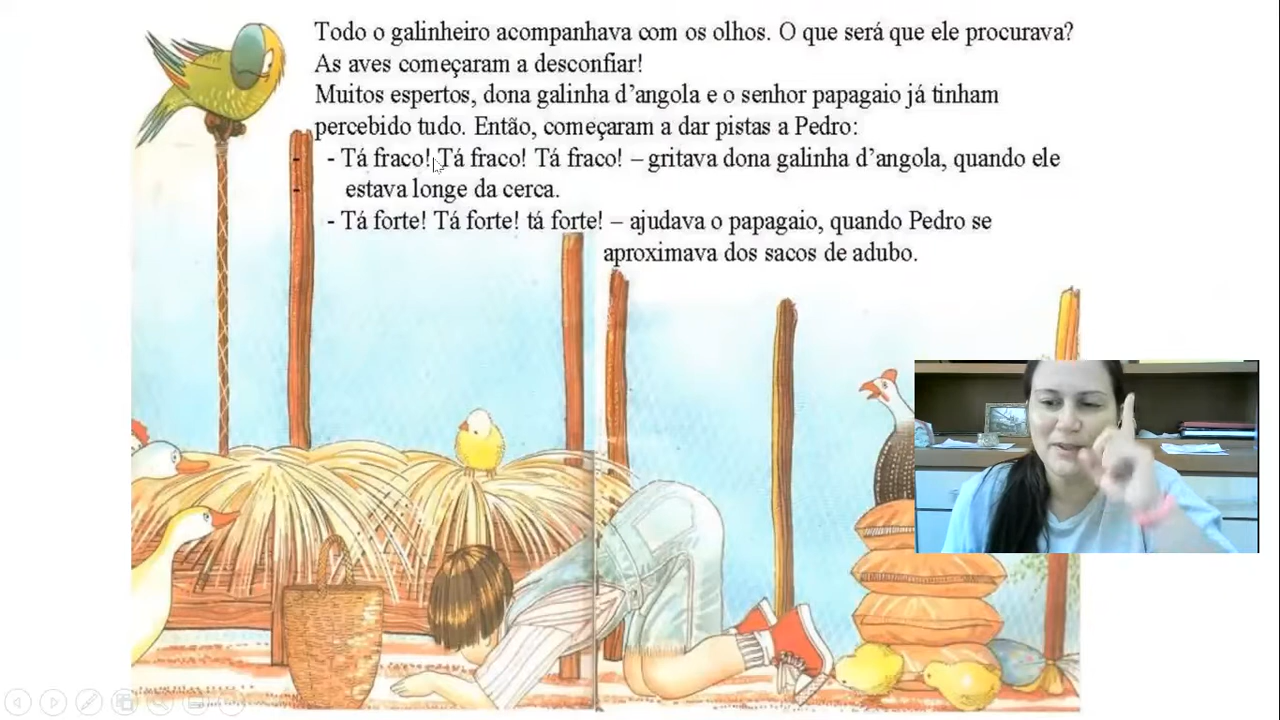 Todo o galinheiro acompanhava com os olhos. O que será que ele procurava?
As aves começaram a desconfiar!
Muitos espertos, dona galinha d’angola e o senhor papagaio já tinham
percebido tudo. Então, começaram a dar pistas a Pedro:
- - Tá fraco! Tá fraco! Tá fraco! – gritava dona galinha d’angola, quando ele
- estava longe da cerca.
- Tá forte! Tá forte! tá forte! – ajudava o papagaio, quando Pedro se
aproximava dos sacos de adubo.